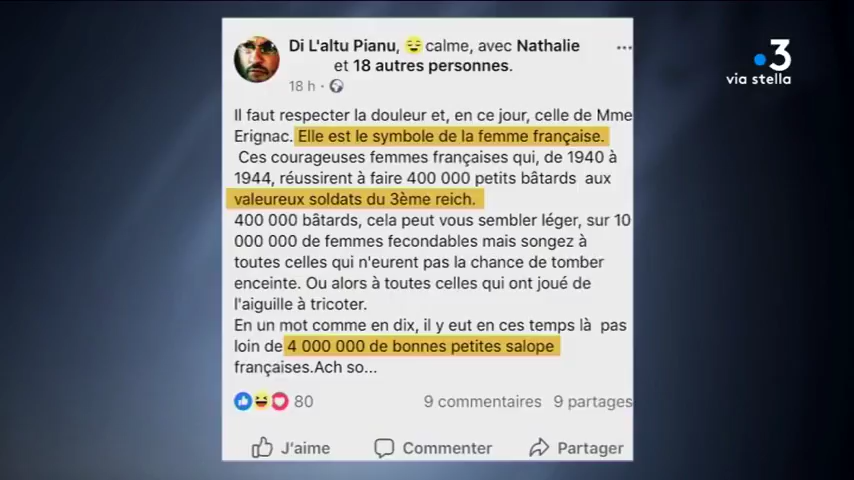 Di L'altu Pianu, calme, avec Nathalie
et 18 autres personnes.
18 h
Il faut respecter la douleur et, en ce jour, celle de Mme
Erignac. Elle est le symbole de la femme française.
Ces courageuses femmes françaises qui, de 1940 à
1944, réussirent à faire 400 000 petits bâtards aux
valeureux soldats du 3ème reich.
400 000 bâtards, cela peut vous sembler léger, sur 10
000 000 de femmes fecondables mais songez à
toutes celles qui n'eurent pas la chance de tomber
enceinte. Ou alors à toutes celles qui ont joué de
l'aiguille à tricoter.
En un mot comme en dix, il y eut en ces temps là pas
loin de 4 000 000 de bonnes petites salope
françaises.Ach so...
80 9 commentaires 9 partages
J'aime Commenter Partager
3
via stella